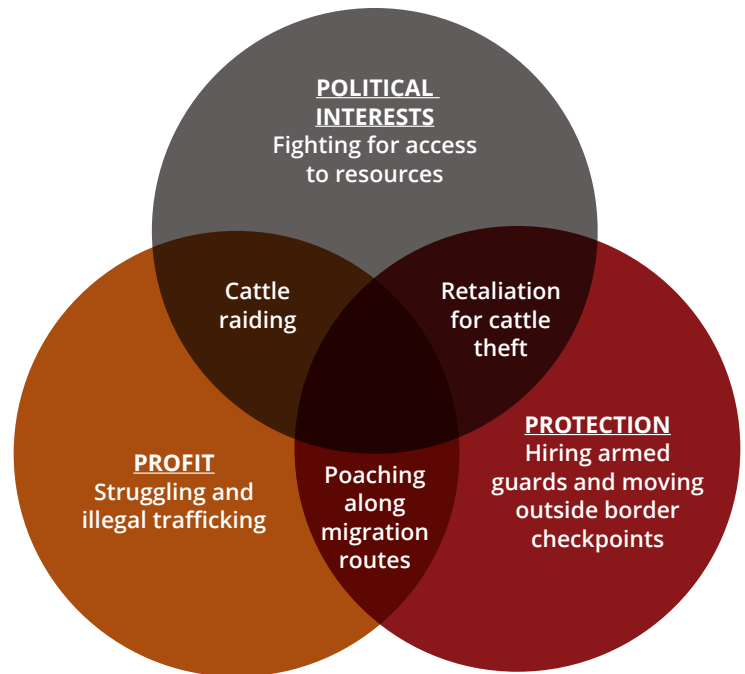 POLITICAL
INTERESTS
Fighting for access
to resources
Cattle
raiding
Retaliation
for cattle
theft
PROFIT
Struggling and
illegal trafficking
Poaching
along
migration
routes
PROTECTION
Hiring armed
guards and moving
outside border
checkpoints